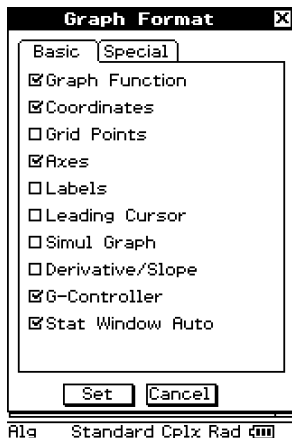 Graph Format
Basic Special
Graph Function
Coordinates
Grid Points
Axes
Labels
Leading Cursor
Simul Graph
Derivative/Slope
G-Controller
Stat Window Auto
Set Cancel
Alg Standard Cplx Rad